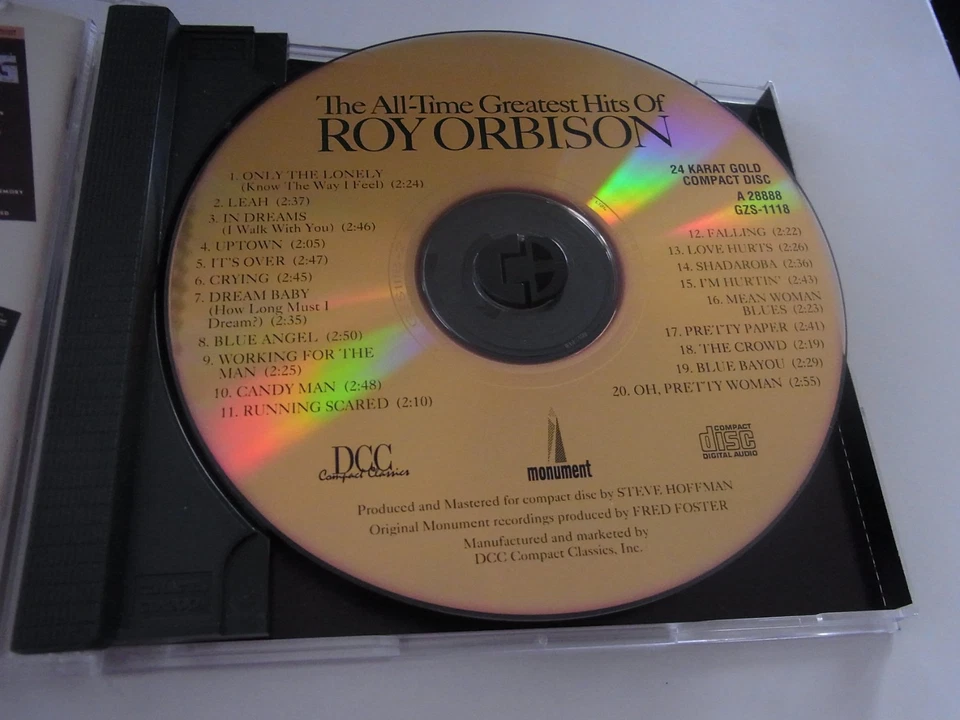 The All-Time Greatest Hits Of
ROY ORBISON
24 KARAT GOLD
COMPACT DISC
A 28888
GZS-1118
1. ONLY THE LONELY
(Know The Way I Feel) (2:24)
2. LEAH (2:37)
3. IN DREAMS
(I Walk With You) (2:46)
4. UPTOWN (2:05)
5. IT'S OVER (2:47)
6. CRYING (2:45)
7. DREAM BABY
(How Long Must I
Dream?) (2:35)
8. BLUE ANGEL (2:50)
9. WORKING FOR THE
MAN (2:25)
10. CANDY MAN (2:48)
11. RUNNING SCARED (2:10)
12. FALLING (2:22)
13. LOVE HURTS (2:26)
14. SHADAROBA (2:36)
15. I'M HURTIN' (2:43)
16. MEAN WOMAN
BLUES (2:23)
17. PRETTY PAPER (2:41)
18. THE CROWD (2:19)
19. BLUE BAYOU (2:29)
20. OH, PRETTY WOMAN (2:55)
DCC
Compact Classics
monument
COMPACT
disc
DIGITAL AUDIO
Produced and Mastered for compact disc by STEVE HOFFMAN
Original Monument recordings produced by FRED FOSTER
Manufactured and marketed by
DCC Compact Classics, Inc.